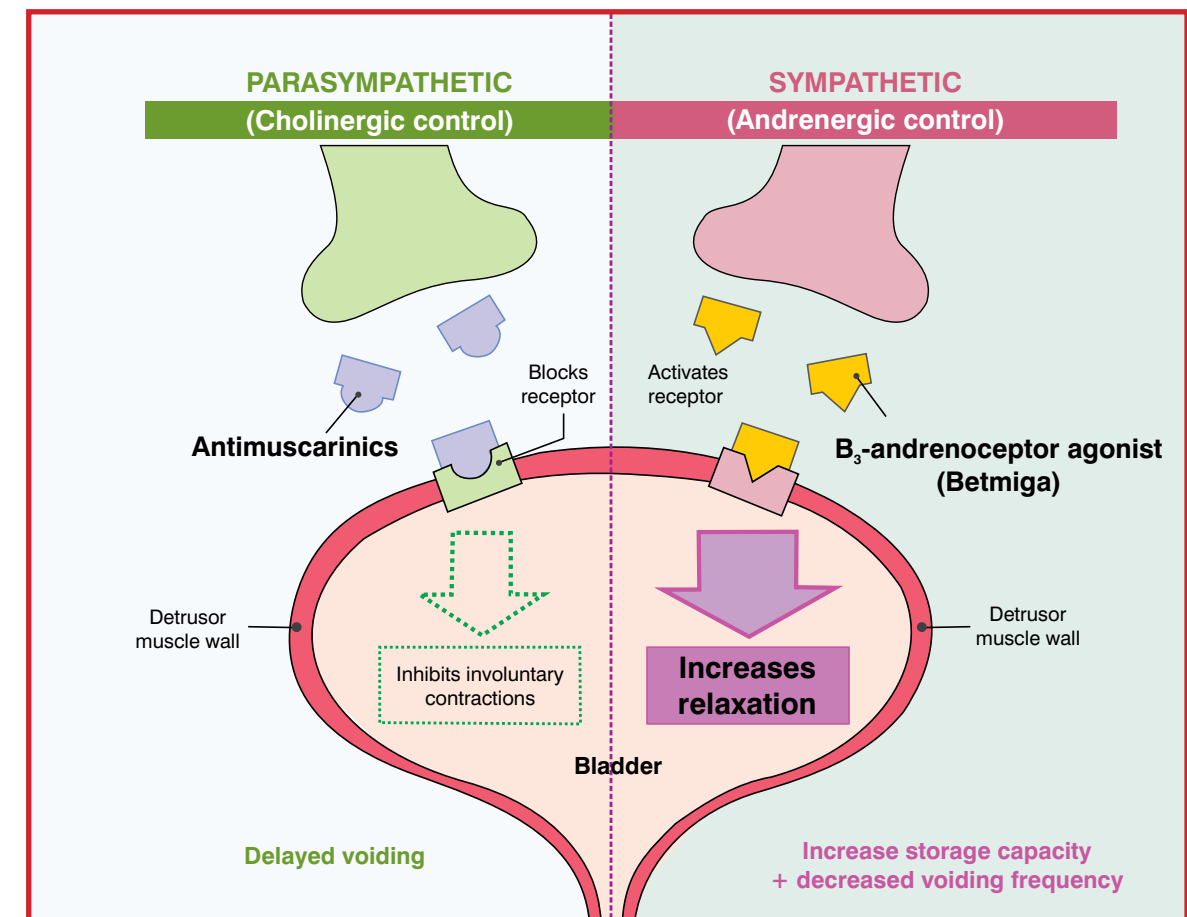 PARASYMPATHETIC
(Cholinergic control)
SYMPATHETIC
(Andrenergic control)
Blocks
receptor
Activates
receptor
Antimuscarinics
B₃-andrenoceptor agonist
(Betmiga)
Detrusor
muscle wall
Inhibits involuntary
contractions
Increases
relaxation
Detrusor
muscle wall
Bladder
Delayed voiding
Increase storage capacity
+ decreased voiding frequency